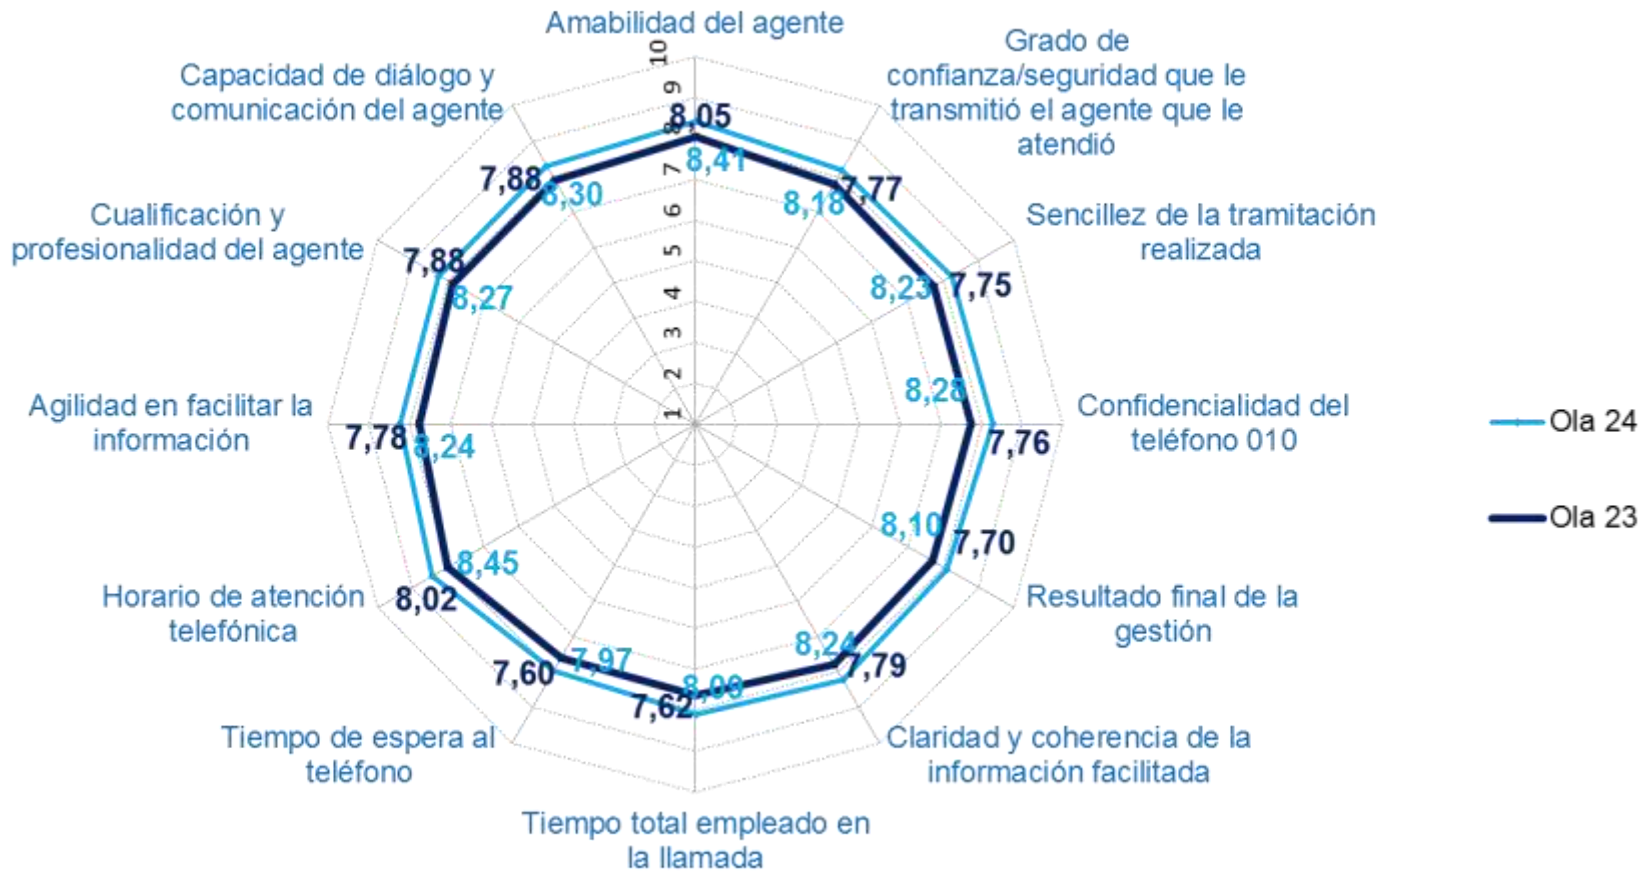 Amabilidad del agente
Grado de
confianza/seguridad que le
transmitió el agente que le
atendió
Sencillez de la tramitación
realizada
Confidencialidad del
teléfono 010
Resultado final de la
gestión
Claridad y coherencia de la
información facilitada
Tiempo total empleado en
la llamada
Tiempo de espera al
teléfono
Horario de atención
telefónica
Agilidad en facilitar la
información
Cualificación y
profesionalidad del agente
Capacidad de diálogo y
comunicación del agente
10
9
8
7
6
5
4
3
2
1
8,05
8,41
7,77
8,18
7,75
8,23
7,76
8,28
7,70
8,10
7,79
8,24
7,62
8,09
7,60
7,97
8,02
8,45
7,78
8,24
7,88
8,27
7,88
8,30
Ola 24
Ola 23